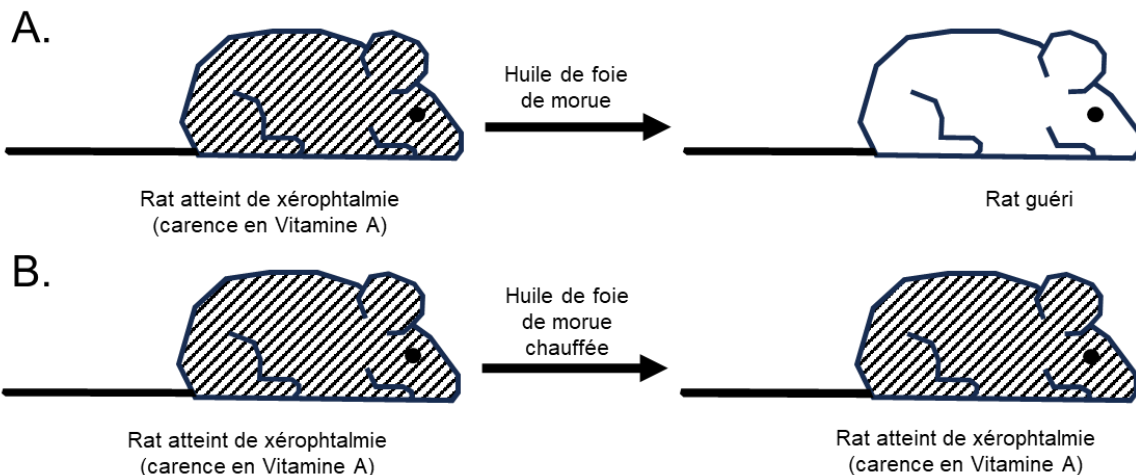 A.
Huile de foie
de morue
Rat atteint de xérophtalmie
(carence en Vitamine A)
Rat guéri
B.
Huile de foie
de morue
chauffée
Rat atteint de xérophtalmie
(carence en Vitamine A)
Rat atteint de xérophtalmie
(carence en Vitamine A)